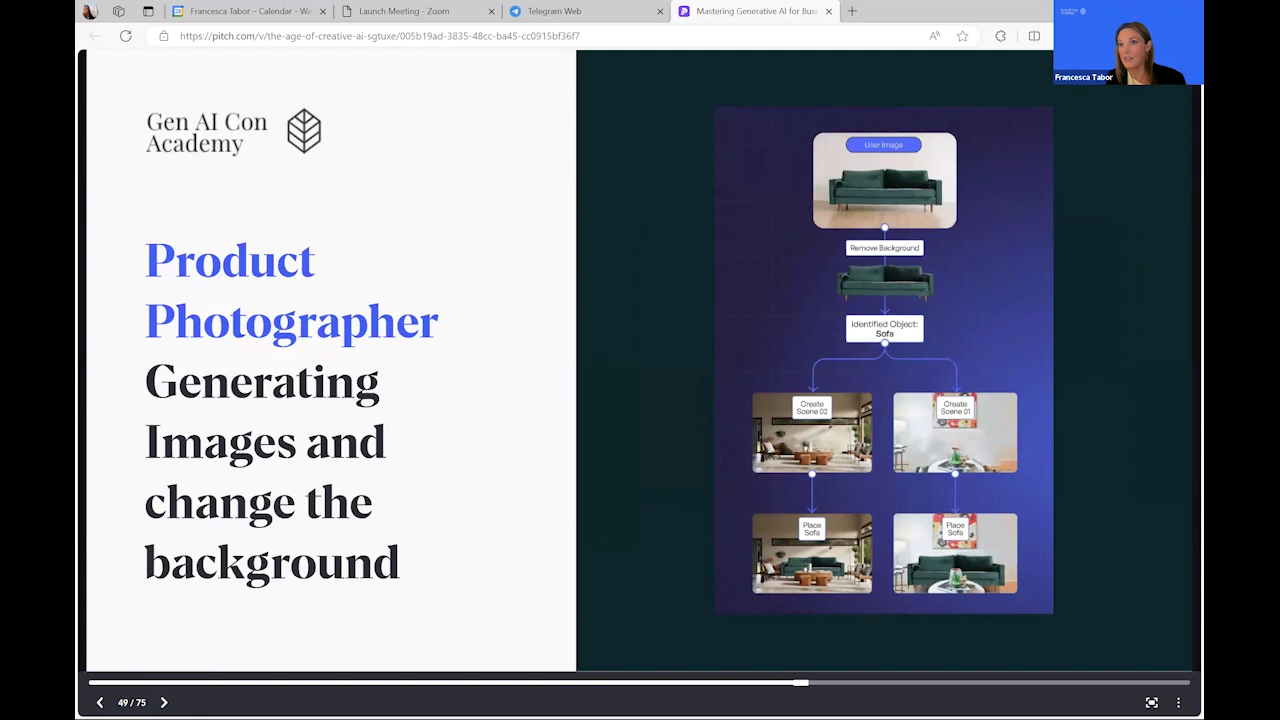 Francesca Tabor – Calendar - We
Launch Meeting - Zoom
Telegram Web
Mastering Generative AI for Busi
https://pitch.com/v/the-age-of-creative-ai-sgtuxe/005b19ad-3835-48cc-ba45-cc0915bf36f7
Francesca Tabor
Gen AI Con
Academy
Product
Photographer
Generating
Images and
change the
background
User Image
Remove Background
Identified Object:
Sofa
Create
Scene 02
Create
Scene 01
Place
Sofa
Place
Sofa
49 / 75